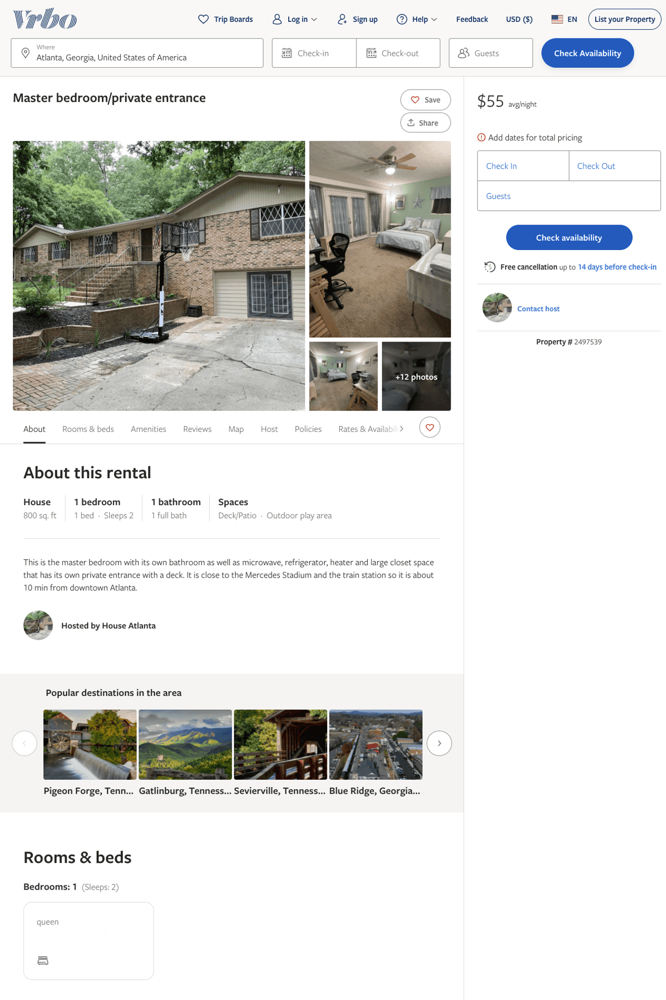 Vrbo
Trip Boards
Log in
Sign up
Help
Feedback
USD ($)
EN
List your Property
Where
Atlanta, Georgia, United States of America
Check-in
Check-out
Guests
Check Availability
Master bedroom/private entrance
Save
Share
+12 photos
$55 avg/night
Add dates for total pricing
Check In
Check Out
Guests
Check availability
Free cancellation up to 14 days before check-in
Contact host
Property # 2497539
About
Rooms & beds
Amenities
Reviews
Map
Host
Policies
Rates & Availabili
About this rental
House
800 sq. ft
1 bedroom
1 bed · Sleeps 2
1 bathroom
1 full bath
Spaces
Deck/Patio · Outdoor play area
This is the master bedroom with its own bathroom as well as microwave, refrigerator, heater and large closet space
that has its own private entrance with a deck. It is close to the Mercedes Stadium and the train station so it is about
10 min from downtown Atlanta.
Hosted by House Atlanta
Popular destinations in the area
Pigeon Forge, Tenn...
Gatlinburg, Tenness...
Sevierville, Tenness...
Blue Ridge, Georgia...
Rooms & beds
Bedrooms: 1 (Sleeps: 2)
queen